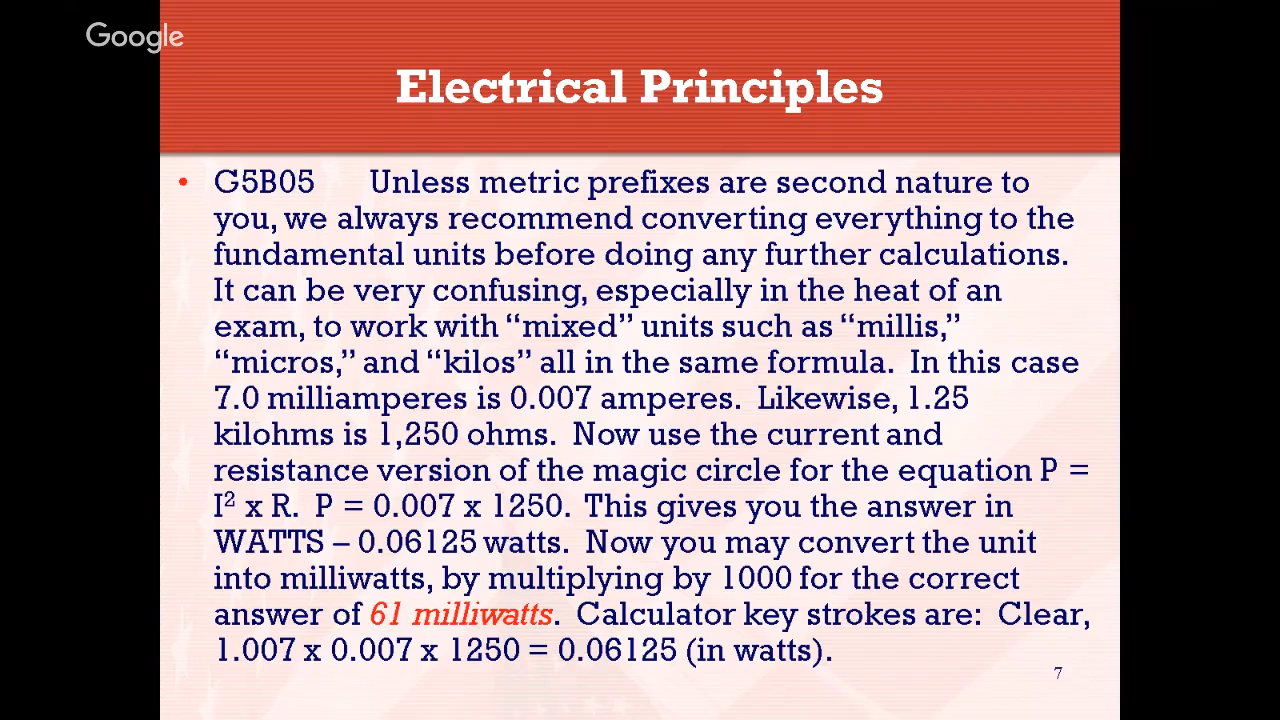 Google
Electrical Principles
• G5B05 Unless metric prefixes are second nature to
you, we always recommend converting everything to the
fundamental units before doing any further calculations.
It can be very confusing, especially in the heat of an
exam, to work with “mixed” units such as “millis,”
“micros,” and “kilos” all in the same formula. In this case
7.0 milliamperes is 0.007 amperes. Likewise, 1.25
kilohms is 1,250 ohms. Now use the current and
resistance version of the magic circle for the equation P =
I² x R. P = 0.007 x 1250. This gives you the answer in
WATTS – 0.06125 watts. Now you may convert the unit
into milliwatts, by multiplying by 1000 for the correct
answer of 61 milliwatts. Calculator key strokes are: Clear,
1.007 x 0.007 x 1250 = 0.06125 (in watts).
7